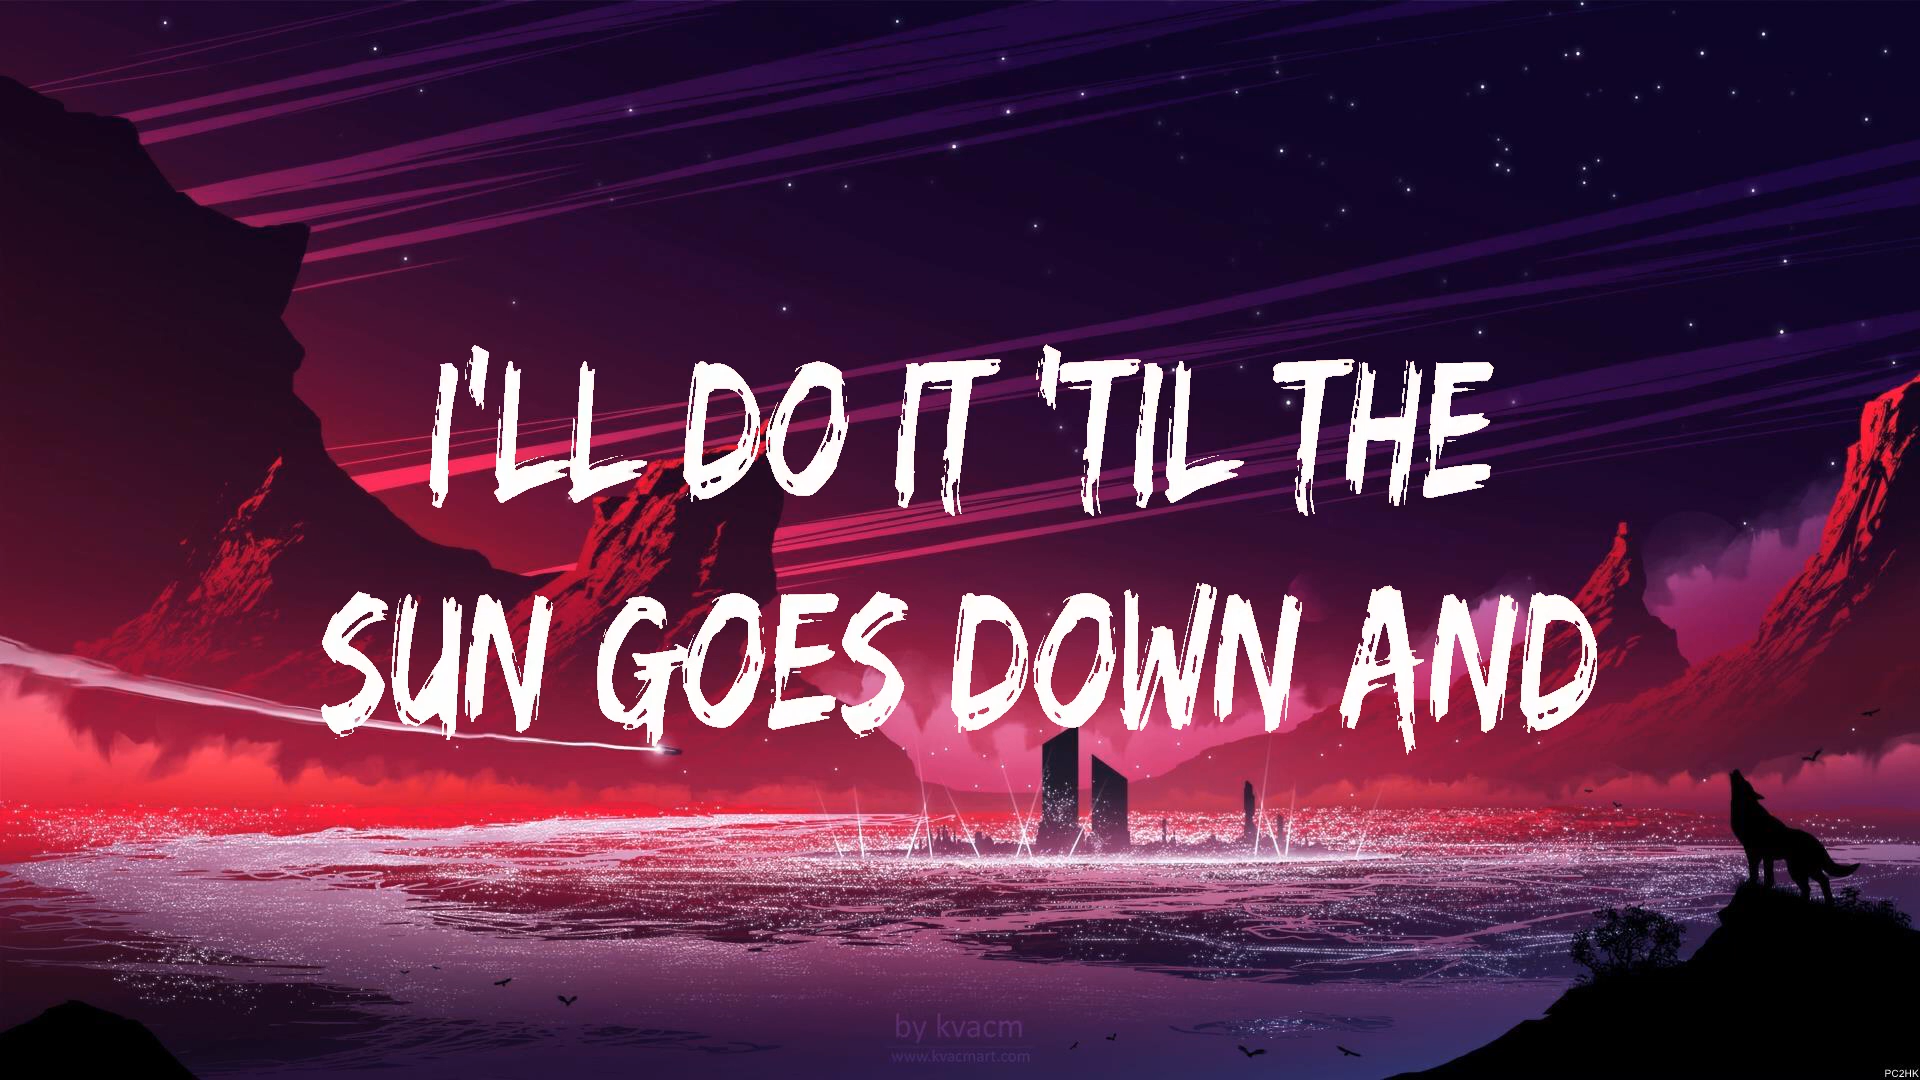 I'LL DO IT 'TIL THE
SUN GOES DOWN AND
by kvacm
www.kvacmart.com
PC2HK